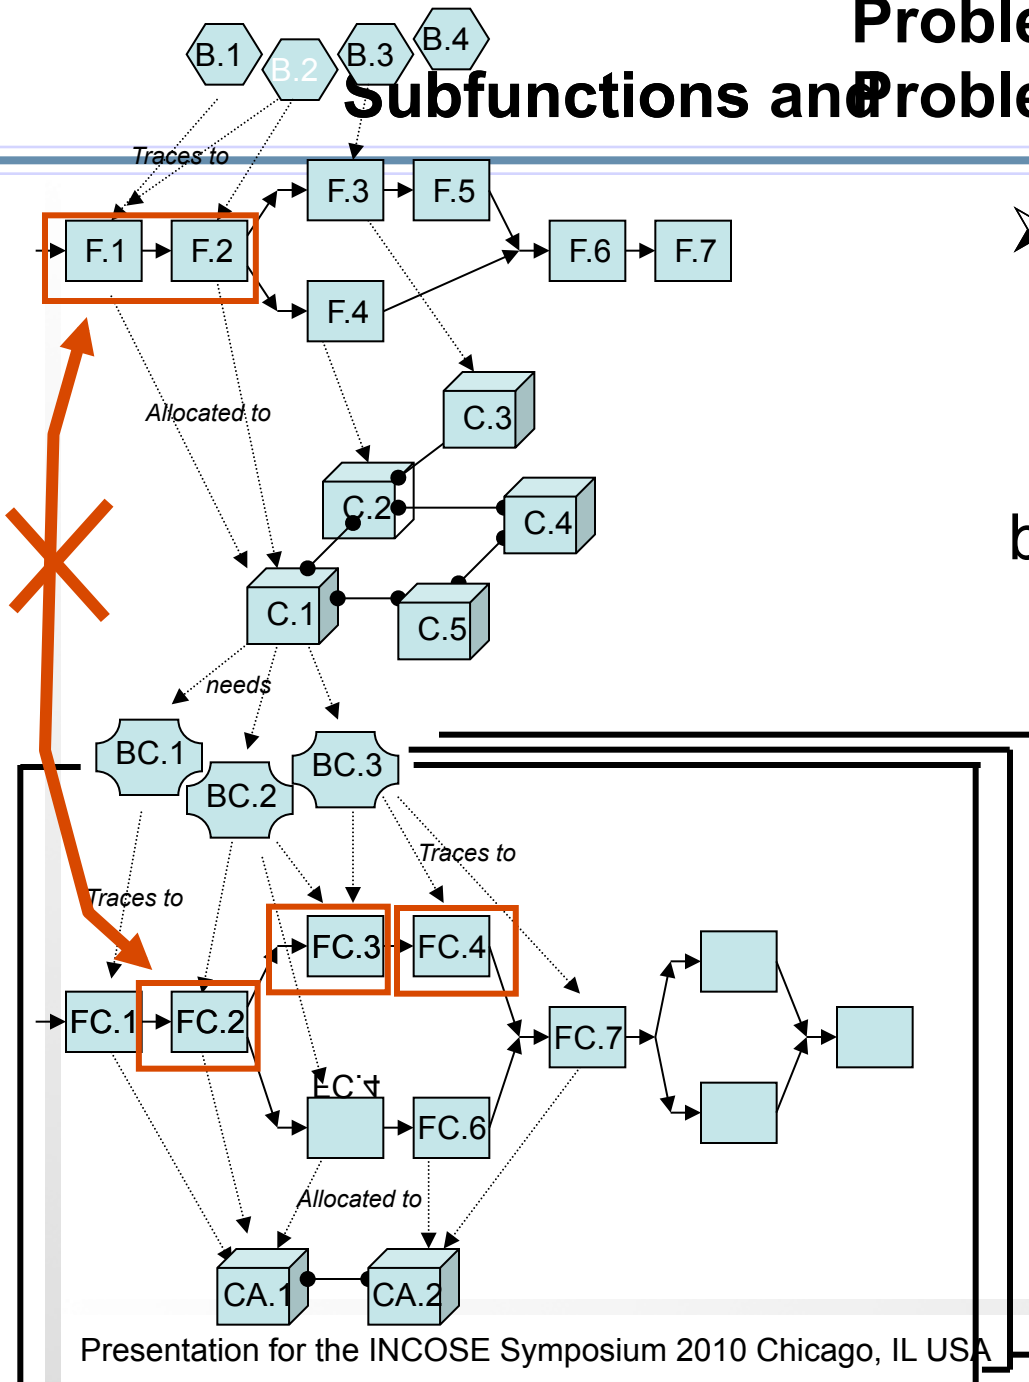 Proble
B.1
B.2
B.3
B.4
Subfunctions and
Proble
Traces to
F.3
F.5
F.1
F.2
F.6
F.7
F.4
Allocated to
C.3
C.2
C.4
C.1
C.5
needs
BC.1
BC.2
BC.3
Traces to
Traces to
FC.3
FC.4
FC.1
FC.2
FC.7
FC.6
Allocated to
CA.1
CA.2
b
Presentation for the INCOSE Symposium 2010 Chicago, IL USA